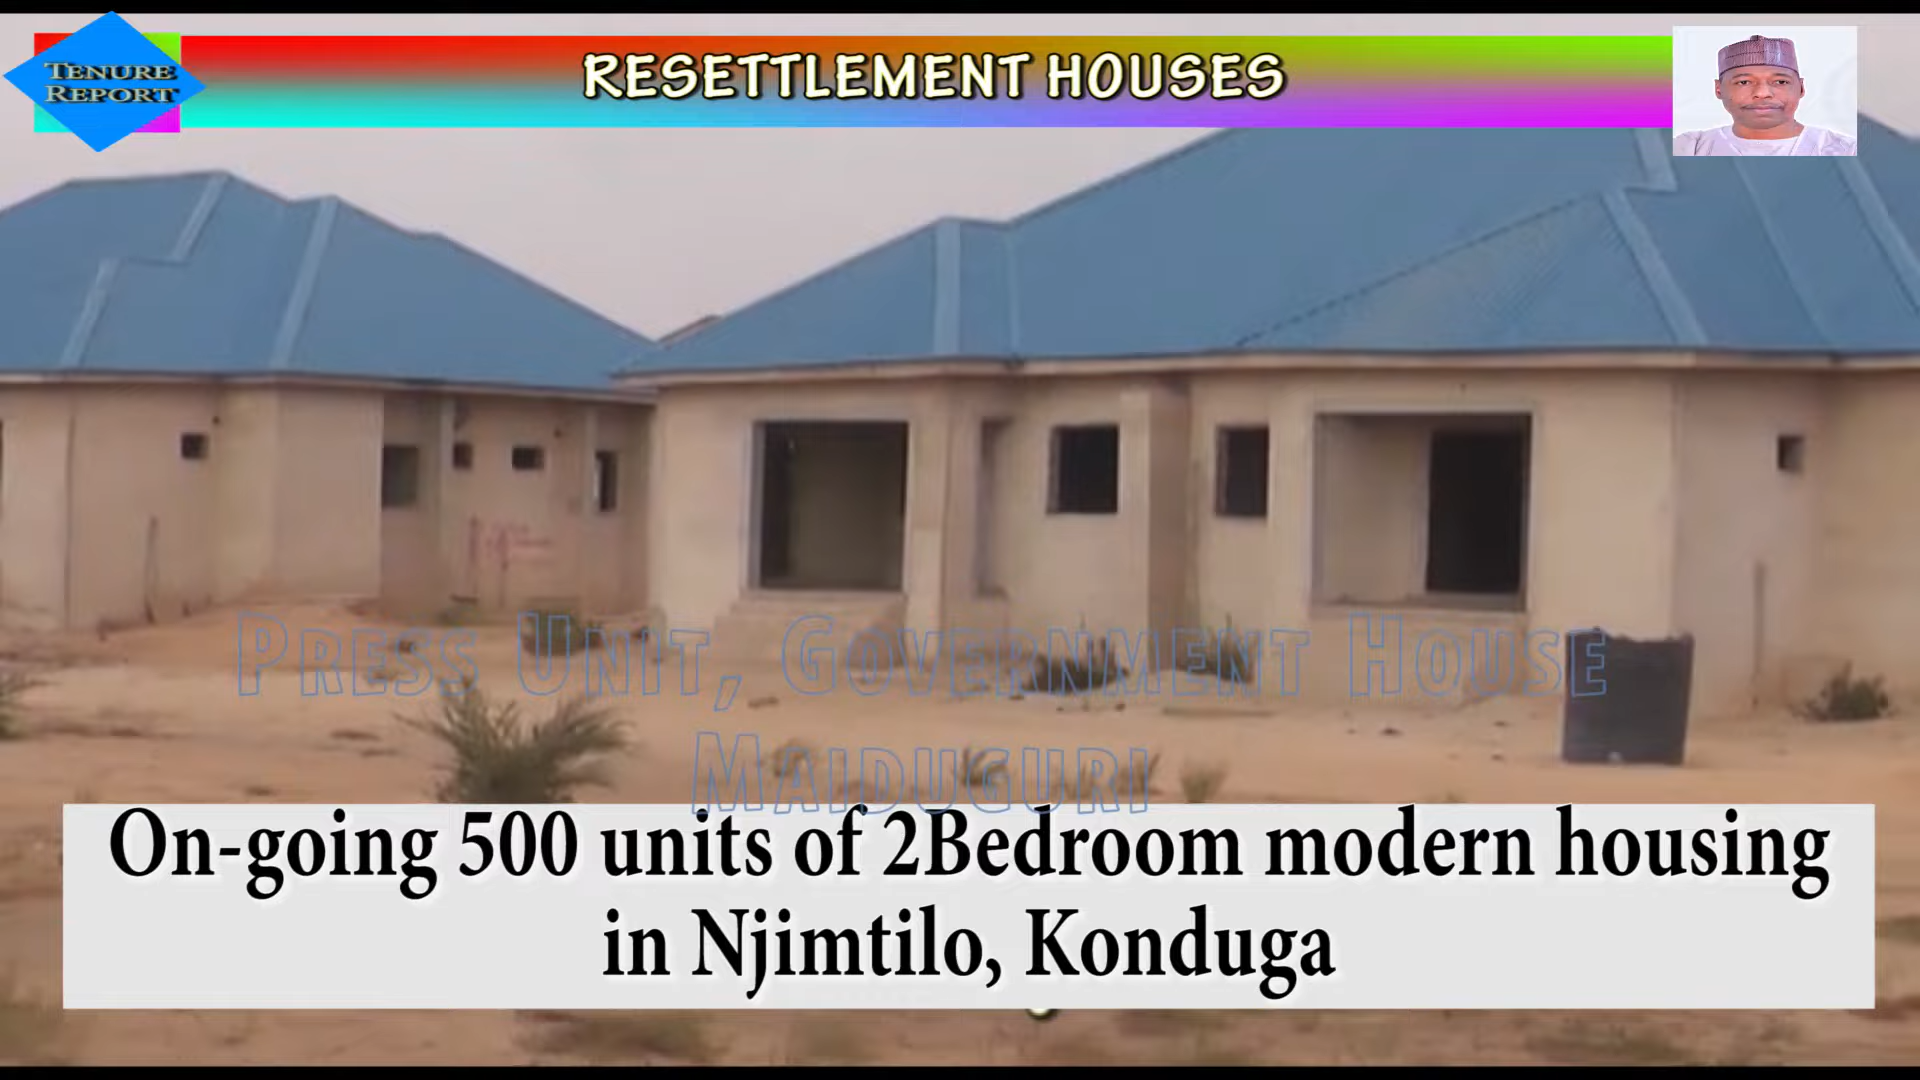 TENURE
REPORT
RESETTLEMENT HOUSES
PRESS UNIT, GOVERNMENT HOUSE
MAIDUGURI
On-going 500 units of 2Bedroom modern housing
in Njimtilo, Konduga